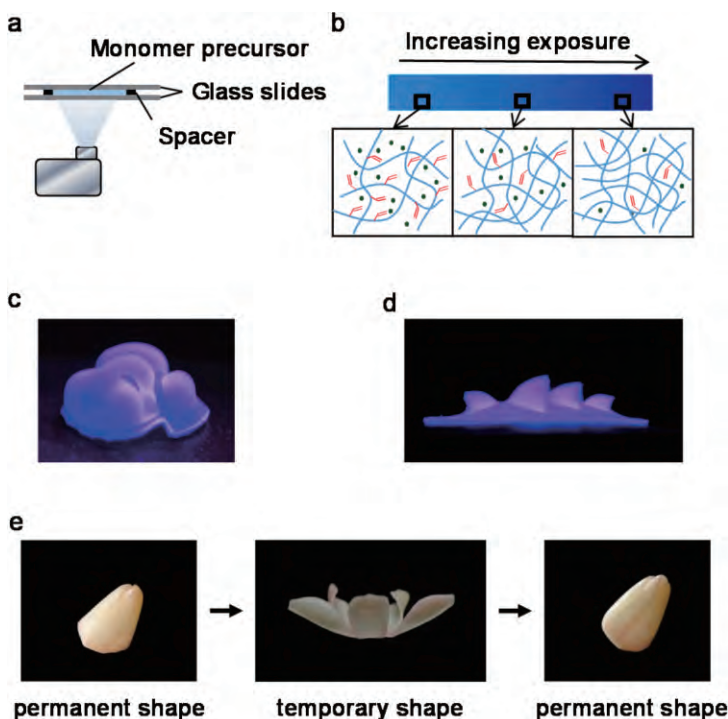 a
Monomer precursor
Glass slides
Spacer
b
Increasing exposure
c
d
e
permanent shape
temporary shape
permanent shape